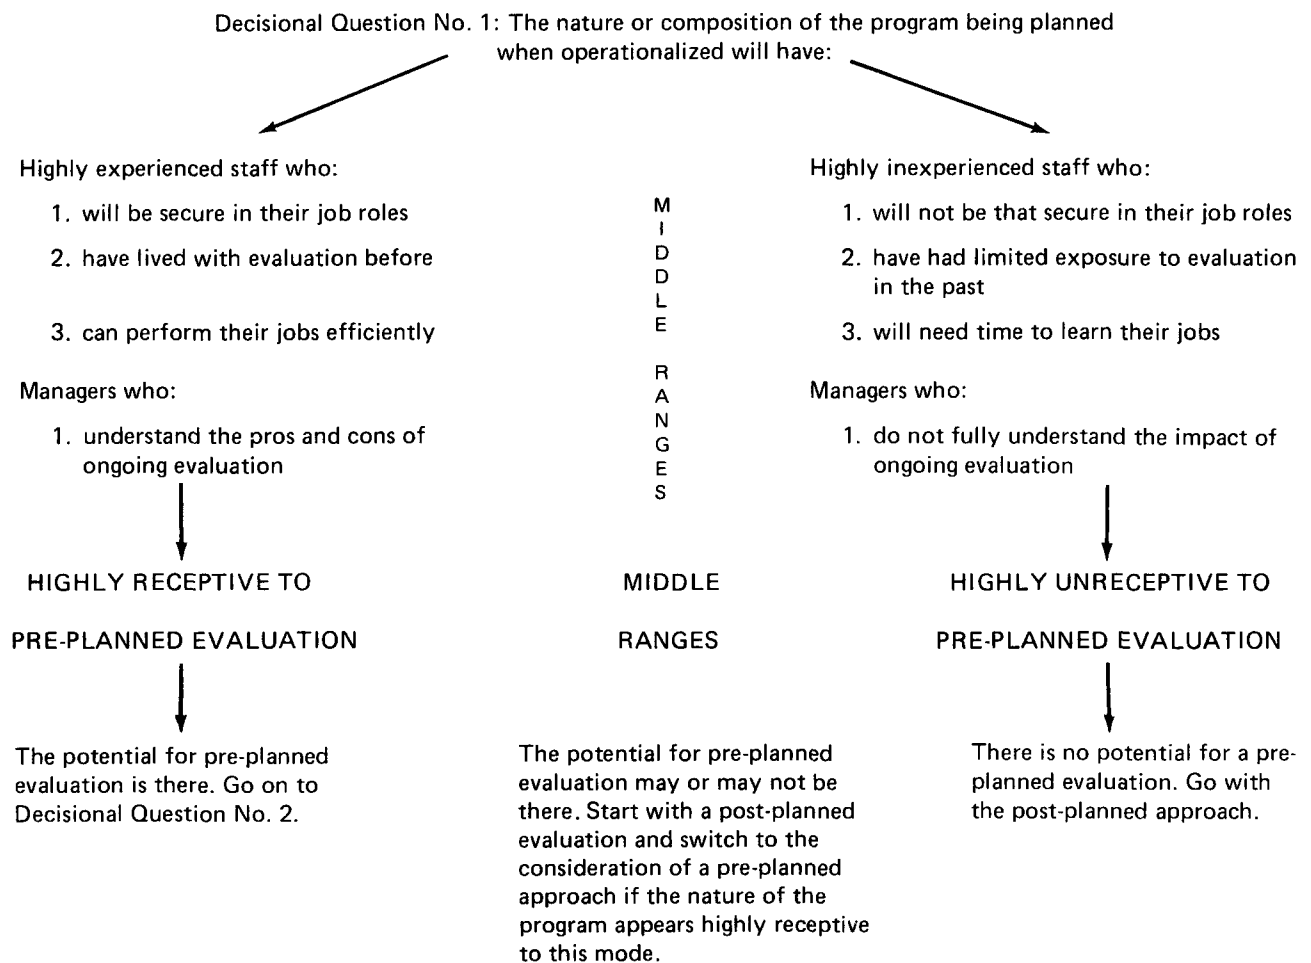 Decisional Question No. 1: The nature or composition of the program being planned
when operationalized will have:
Highly experienced staff who:
1. will be secure in their job roles
2. have lived with evaluation before
3. can perform their jobs efficiently
Managers who:
1. understand the pros and cons of
ongoing evaluation
HIGHLY RECEPTIVE TO
PRE-PLANNED EVALUATION
The potential for pre-planned
evaluation is there. Go on to
Decisional Question No. 2.
MIDDLE RANGES
MIDDLE
RANGES
The potential for pre-planned
evaluation may or may not be
there. Start with a post-planned
evaluation and switch to the
consideration of a pre-planned
approach if the nature of the
program appears highly receptive
to this mode.
Highly inexperienced staff who:
1. will not be that secure in their job roles
2. have had limited exposure to evaluation
in the past
3. will need time to learn their jobs
Managers who:
1. do not fully understand the impact of
ongoing evaluation
HIGHLY UNRECEPTIVE TO
PRE-PLANNED EVALUATION
There is no potential for a pre-
planned evaluation. Go with
the post-planned approach.